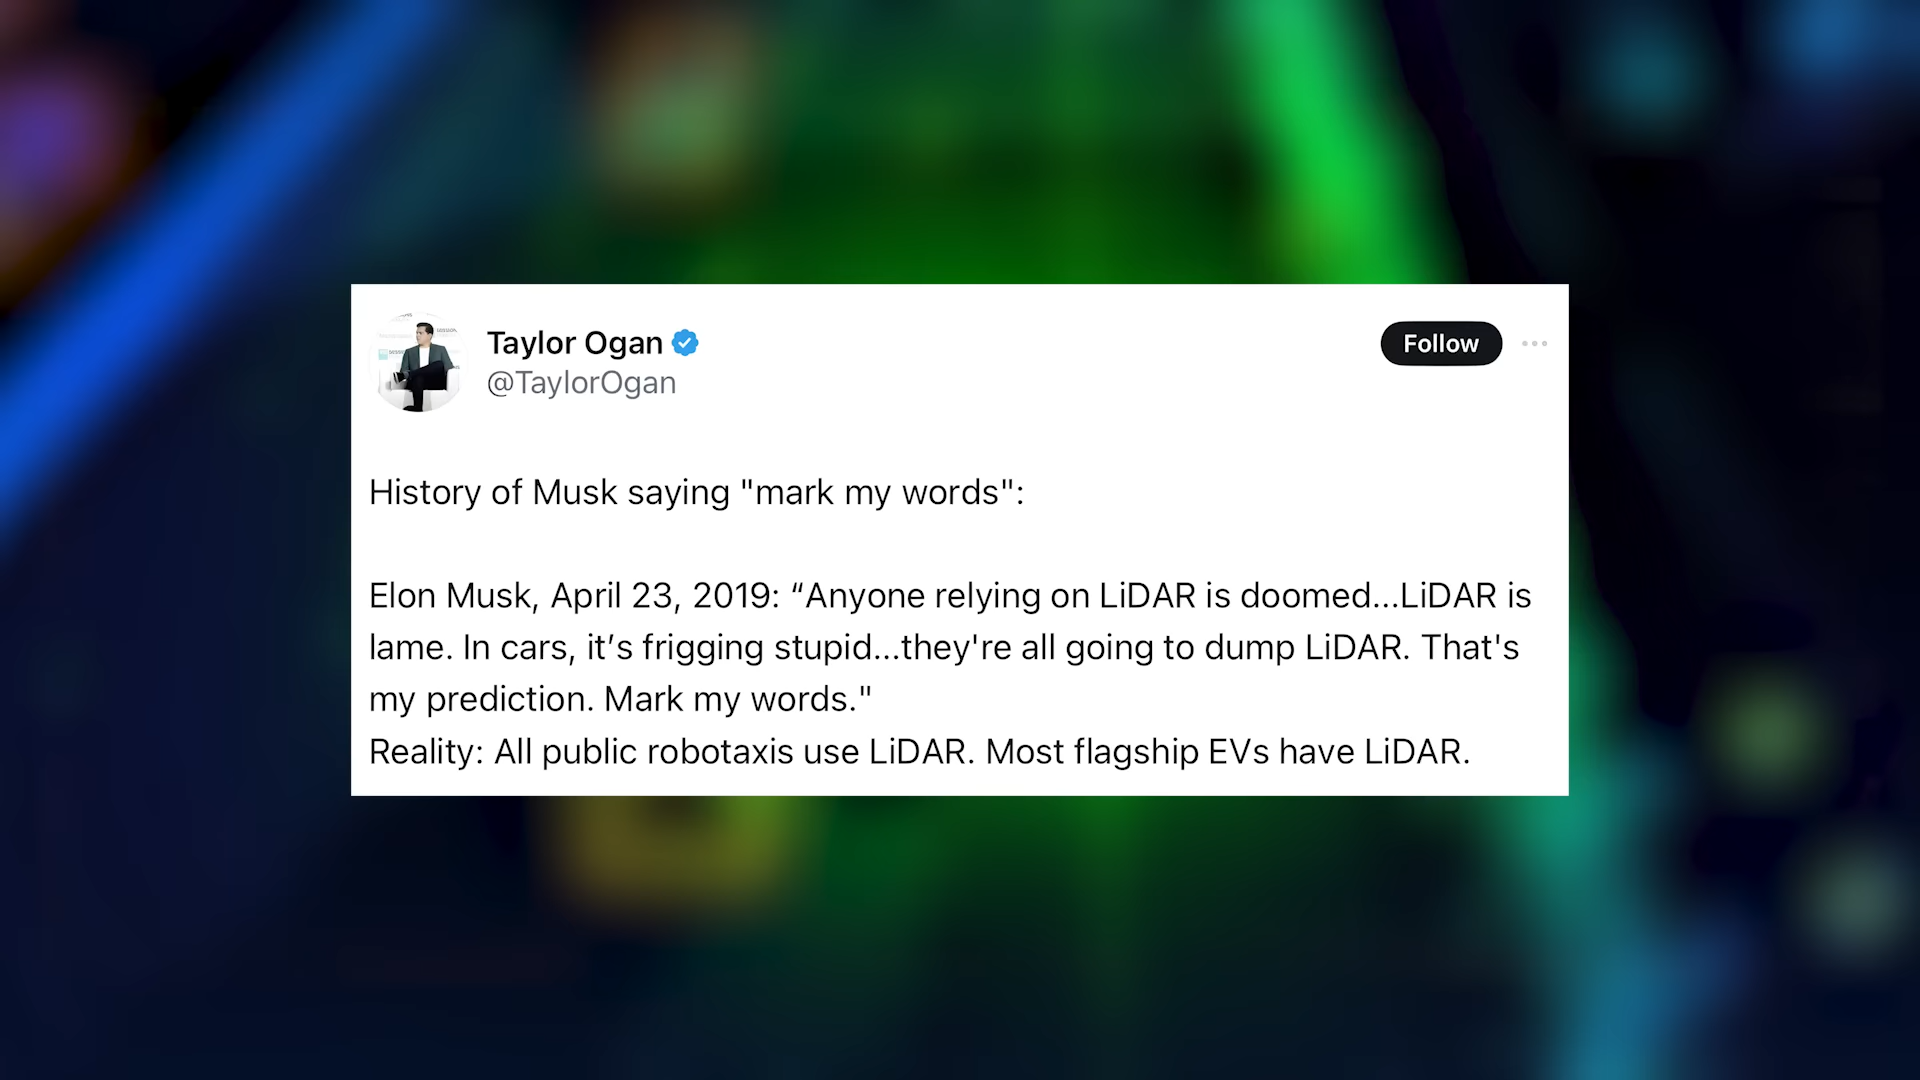 Taylor Ogan
@TaylorOgan
Follow
History of Musk saying "mark my words":
Elon Musk, April 23, 2019: “Anyone relying on LiDAR is doomed...LiDAR is
lame. In cars, it’s frigging stupid...they're all going to dump LiDAR. That's
my prediction. Mark my words."
Reality: All public robotaxis use LiDAR. Most flagship EVs have LiDAR.